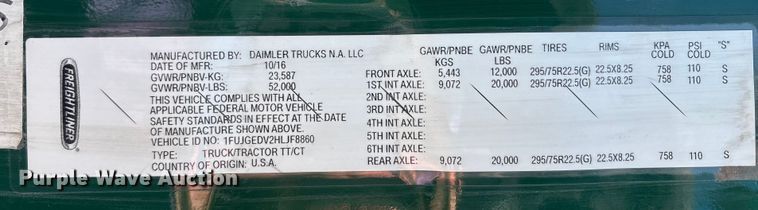 FREIGHTLINER
MANUFACTURED BY: DAIMLER TRUCKS N.A. LLC
DATE OF MFR: 10/16
GVWR/PNBV-KG: 23,587
GVWR/PNBV-LBS: 52,000
THIS VEHICLE COMPLIES WITH ALL
APPLICABLE FEDERAL MOTOR VEHICLE
SAFETY STANDARDS IN EFFECT AT THE DATE
OF MANUFACTURE SHOWN ABOVE.
VEHICLE ID NO: 1FUJGEDV2HLJF8860
TYPE: TRUCK/TRACTOR TT/CT
COUNTRY OF ORIGIN: U.S.A.
GAWR/PNBE KGS GAWR/PNBE LBS TIRES RIMS KPA COLD PSI COLD "S"
FRONT AXLE: 5,443 12,000 295/75R22.5(G) 22.5X8.25 758 110 S
1ST INT AXLE: 9,072 20,000 295/75R22.5(G) 22.5X8.25 758 110 S
2ND INT AXLE:
3RD INT AXLE:
4TH INT AXLE:
5TH INT AXLE:
6TH INT AXLE:
REAR AXLE: 9,072 20,000 295/75R22.5(G) 22.5X8.25 758 110 S
Purple Wave Auction